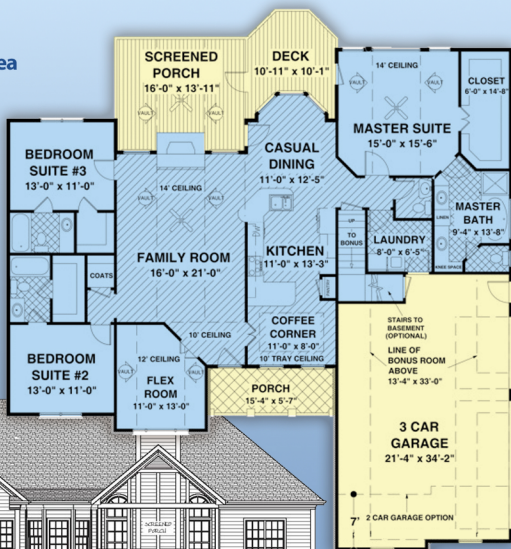 ea
SCREENED
PORCH
16'-0" x 13'-11"
VAULT
VAULT
DECK
10'-11" x 10'-1"
14' CEILING
VAULT
VAULT
MASTER SUITE
15'-0" x 15'-6"
CLOSET
6'-0" x 14'-8"
BEDROOM
SUITE #3
13'-0" x 11'-0"
14' CEILING
VAULT
VAULT
FAMILY ROOM
16'-0" x 21'-0"
CASUAL
DINING
11'-0" x 12'-5"
KITCHEN
11'-0" x 13'-3"
PANTRY
UP
TO
BONUS
LAUNDRY
8'-0" x 6'-5"
LINEN
MASTER
BATH
9'-4" x 13'-8"
KNEE SPACE
COATS
10' CEILING
COFFEE
CORNER
11'-0" x 8'-0"
10' TRAY CEILING
BEDROOM
SUITE #2
13'-0" x 11'-0"
12' CEILING
VAULT
VAULT
FLEX
ROOM
11'-0" x 13'-0"
PORCH
15'-4" x 5'-7"
STAIRS TO
BASEMENT
(OPTIONAL)
LINE OF
BONUS ROOM
ABOVE
13'-4" x 33'-0"
3 CAR
GARAGE
21'-4" x 34'-2"
7'
2 CAR GARAGE OPTION
SCREENED
PORCH